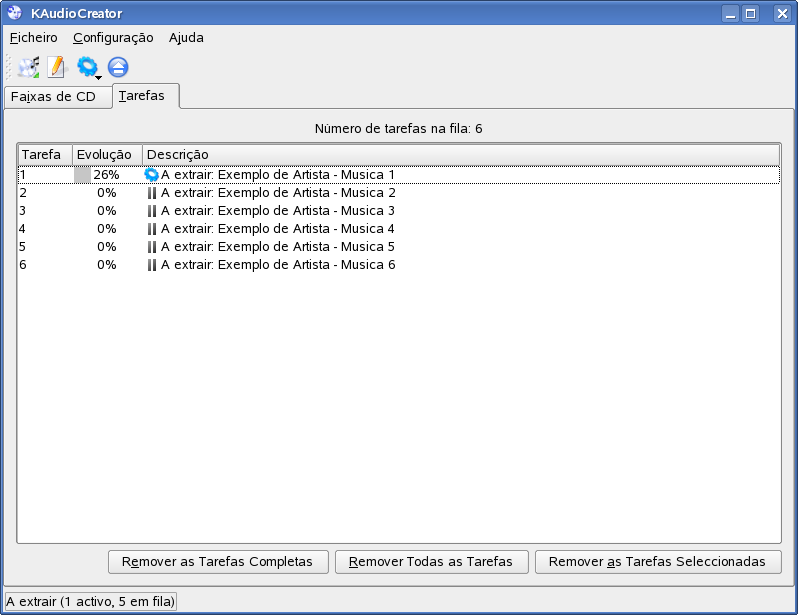 KAudioCreator
Ficheiro Configuração Ajuda
Faixas de CD Tarefas
Número de tarefas na fila: 6
Tarefa Evolução Descrição
1 26% A extrair: Exemplo de Artista - Musica 1
2 0% A extrair: Exemplo de Artista - Musica 2
3 0% A extrair: Exemplo de Artista - Musica 3
4 0% A extrair: Exemplo de Artista - Musica 4
5 0% A extrair: Exemplo de Artista - Musica 5
6 0% A extrair: Exemplo de Artista - Musica 6
Remover as Tarefas Completas Remover Todas as Tarefas Remover as Tarefas Seleccionadas
A extrair (1 activo, 5 em fila)